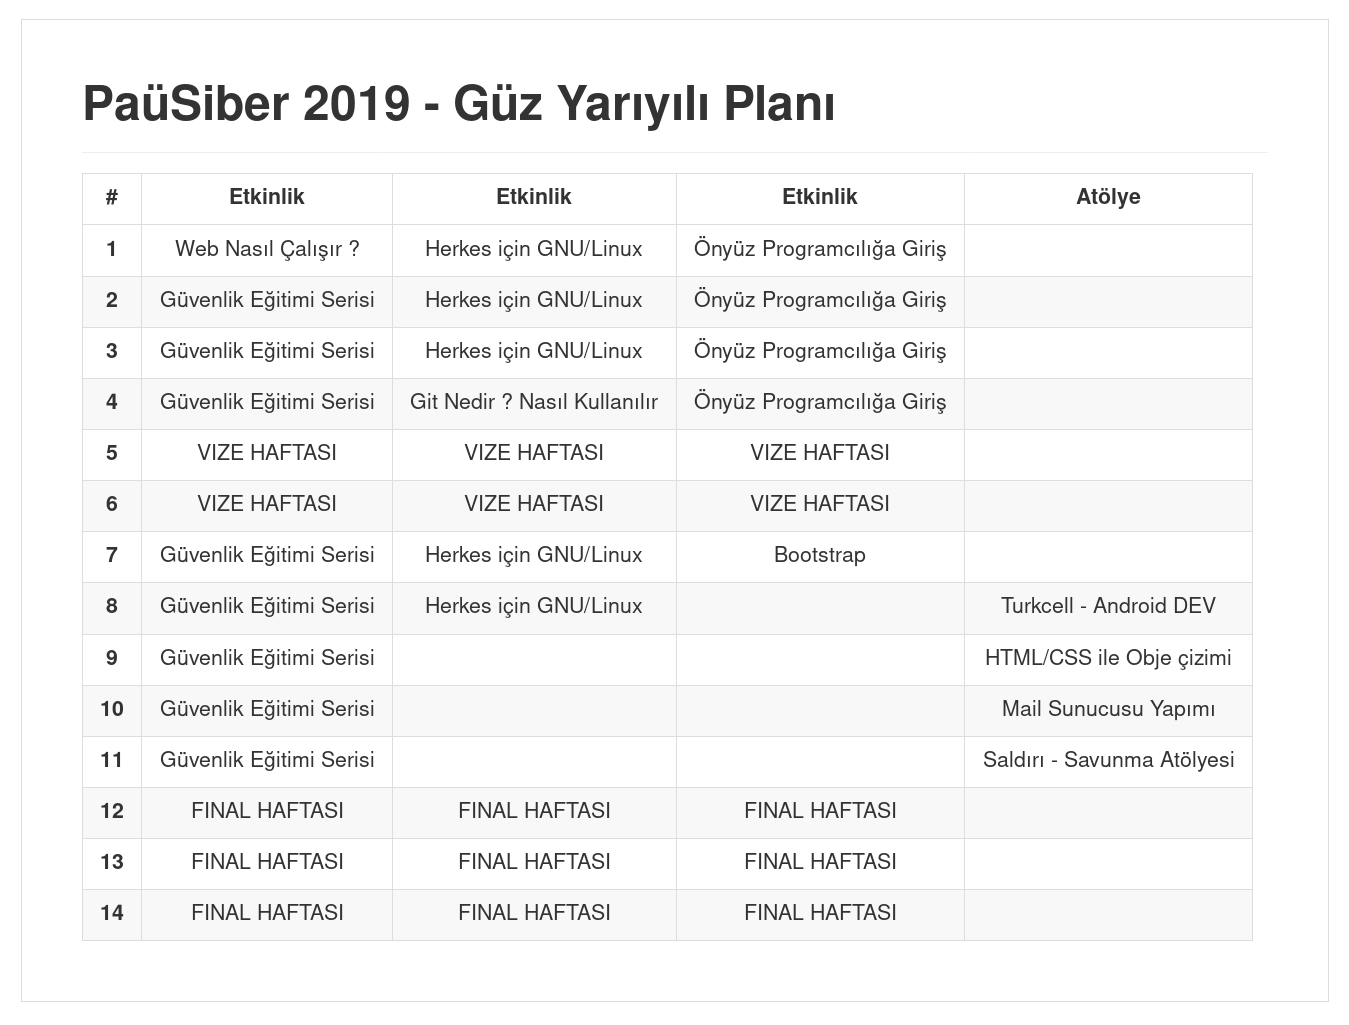 PaüSiber 2019 - Güz Yarıyılı Planı
# Etkinlik Etkinlik Etkinlik Atölye
1 Web Nasıl Çalışır ? Herkes için GNU/Linux Önyüz Programcılığa Giriş
2 Güvenlik Eğitimi Serisi Herkes için GNU/Linux Önyüz Programcılığa Giriş
3 Güvenlik Eğitimi Serisi Herkes için GNU/Linux Önyüz Programcılığa Giriş
4 Güvenlik Eğitimi Serisi Git Nedir ? Nasıl Kullanılır Önyüz Programcılığa Giriş
5 VIZE HAFTASI VIZE HAFTASI VIZE HAFTASI
6 VIZE HAFTASI VIZE HAFTASI VIZE HAFTASI
7 Güvenlik Eğitimi Serisi Herkes için GNU/Linux Bootstrap
8 Güvenlik Eğitimi Serisi Herkes için GNU/Linux Turkcell - Android DEV
9 Güvenlik Eğitimi Serisi HTML/CSS ile Obje çizimi
10 Güvenlik Eğitimi Serisi Mail Sunucusu Yapımı
11 Güvenlik Eğitimi Serisi Saldırı - Savunma Atölyesi
12 FINAL HAFTASI FINAL HAFTASI FINAL HAFTASI
13 FINAL HAFTASI FINAL HAFTASI FINAL HAFTASI
14 FINAL HAFTASI FINAL HAFTASI FINAL HAFTASI